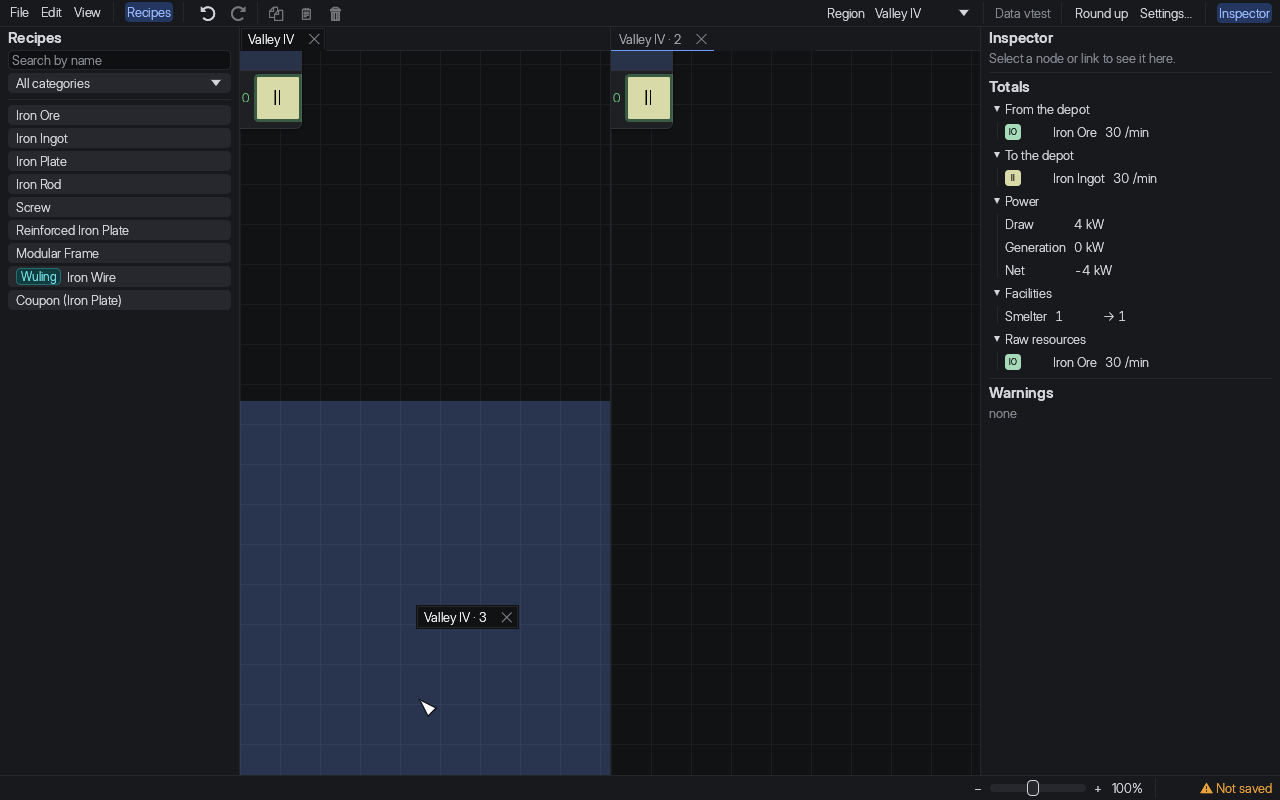 File Edit View Recipes Region Valley IV Data vtest Round up Settings... Inspector
Recipes
Search by name
All categories
Iron Ore
Iron Ingot
Iron Plate
Iron Rod
Screw
Reinforced Iron Plate
Modular Frame
Wuling Iron Wire
Coupon (Iron Plate)
Valley IV
0 II
Valley IV · 3
Valley IV · 2
0 II
Inspector
Select a node or link to see it here.
Totals
From the depot
IO Iron Ore 30 /min
To the depot
II Iron Ingot 30 /min
Power
Draw 4 kW
Generation 0 kW
Net -4 kW
Facilities
Smelter 1 → 1
Raw resources
IO Iron Ore 30 /min
Warnings
none
− + 100% Not saved